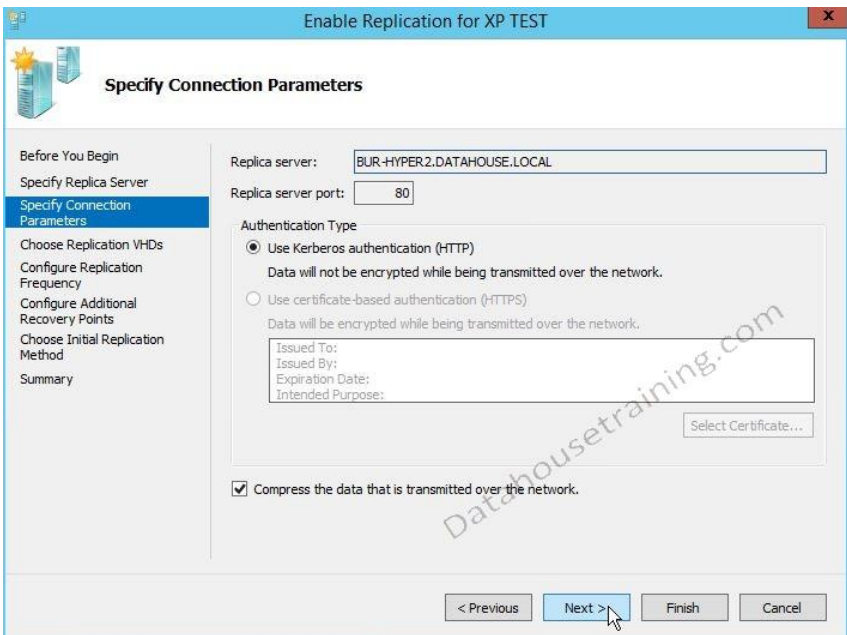 Enable Replication for XP TEST
X
Specify Connection Parameters
Before You Begin
Specify Replica Server
Specify Connection
Parameters
Choose Replication VHDs
Configure Replication
Frequency
Configure Additional
Recovery Points
Choose Initial Replication
Method
Summary
Replica server: BUR-HYPER2.DATAHOUSE.LOCAL
Replica server port: 80
Authentication Type
Use Kerberos authentication (HTTP)
Data will not be encrypted while being transmitted over the network.
Use certificate-based authentication (HTTPS)
Data will be encrypted while being transmitted over the network.
Issued To:
Issued By:
Expiration Date:
Intended Purpose:
Select Certificate...
Compress the data that is transmitted over the network.
Datahousetraining.com
< Previous Next > Finish Cancel